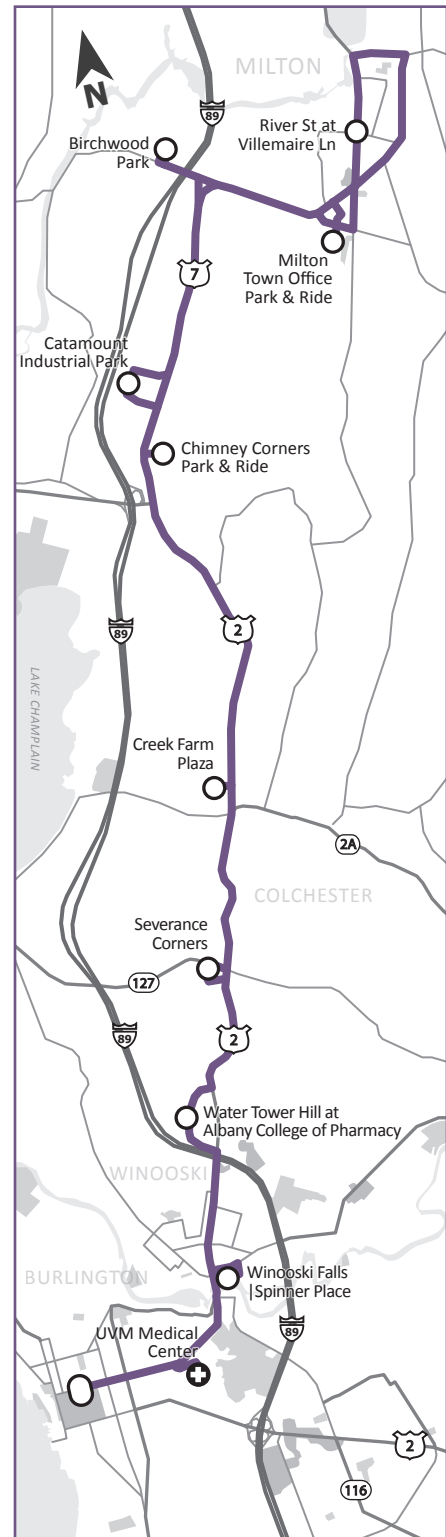 MILTON
N
89
River St at
Villemaire Ln
Birchwood
Park
Milton
Town Office
Park & Ride
7
Catamount
Industrial Park
Chimney Corners
Park & Ride
89
2
LAKE CHAMPLAIN
Creek Farm
Plaza
2A
COLCHESTER
Severance
Corners
127
89
2
Water Tower Hill at
Albany College of Pharmacy
WINOOSKI
BURLINGTON
Winooski Falls
|Spinner Place
UVM Medical
Center
89
2
116